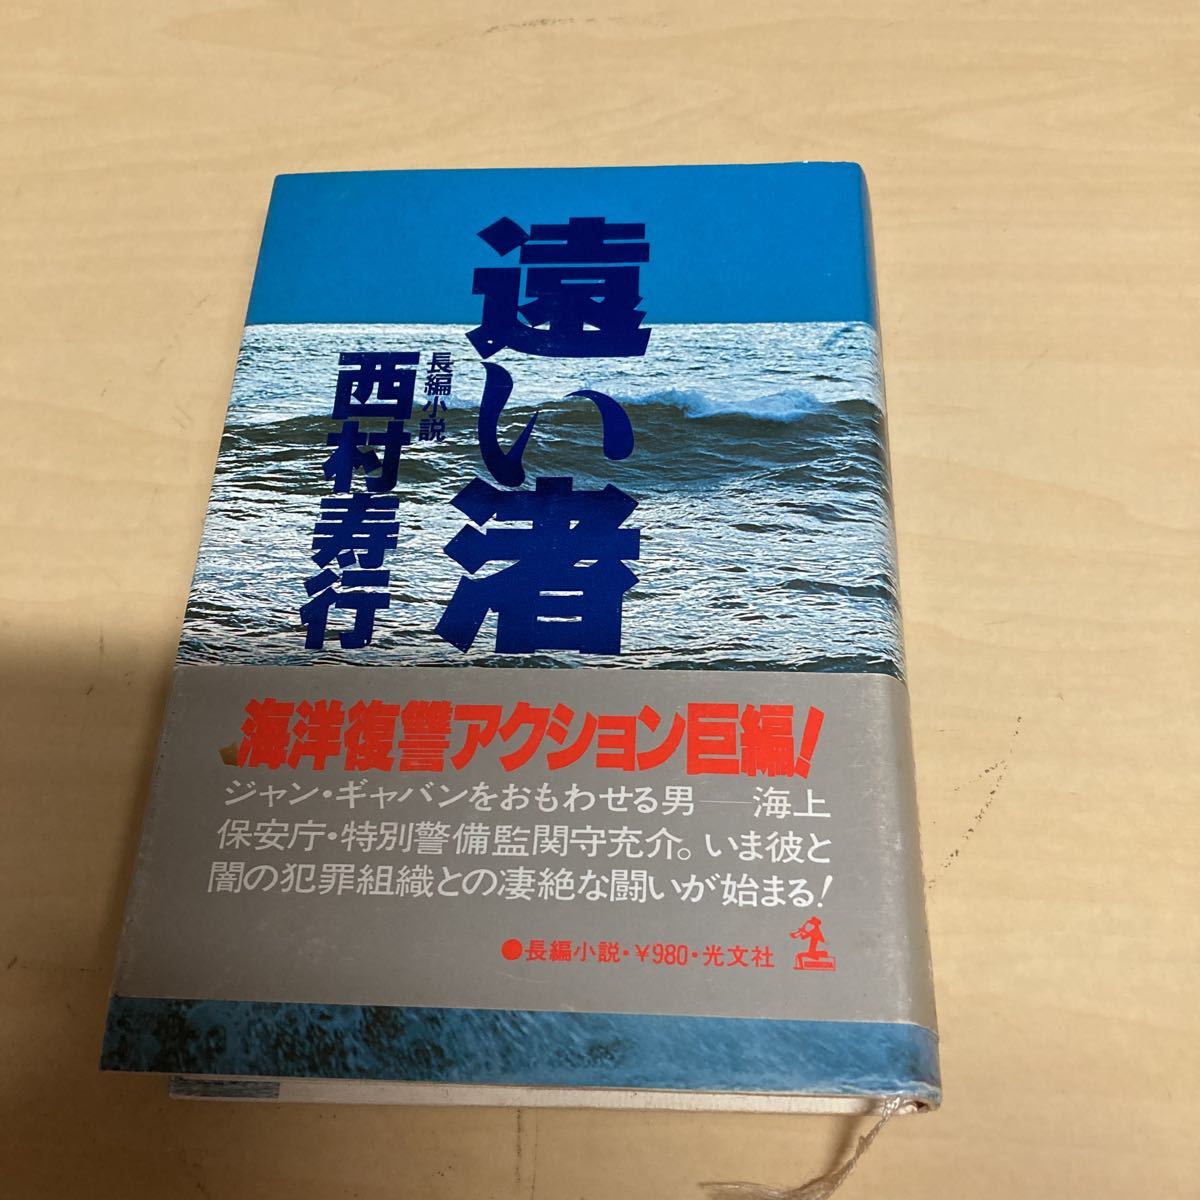 遠い渚
長編小説
西村寿行
海洋復讐アクション巨編!
ジャン・ギャバンをおもわせる男──海上
保安庁・特別警備監関守充介。いま彼と
闇の犯罪組織との凄絶な闘いが始まる!
●長編小説・¥980・光文社